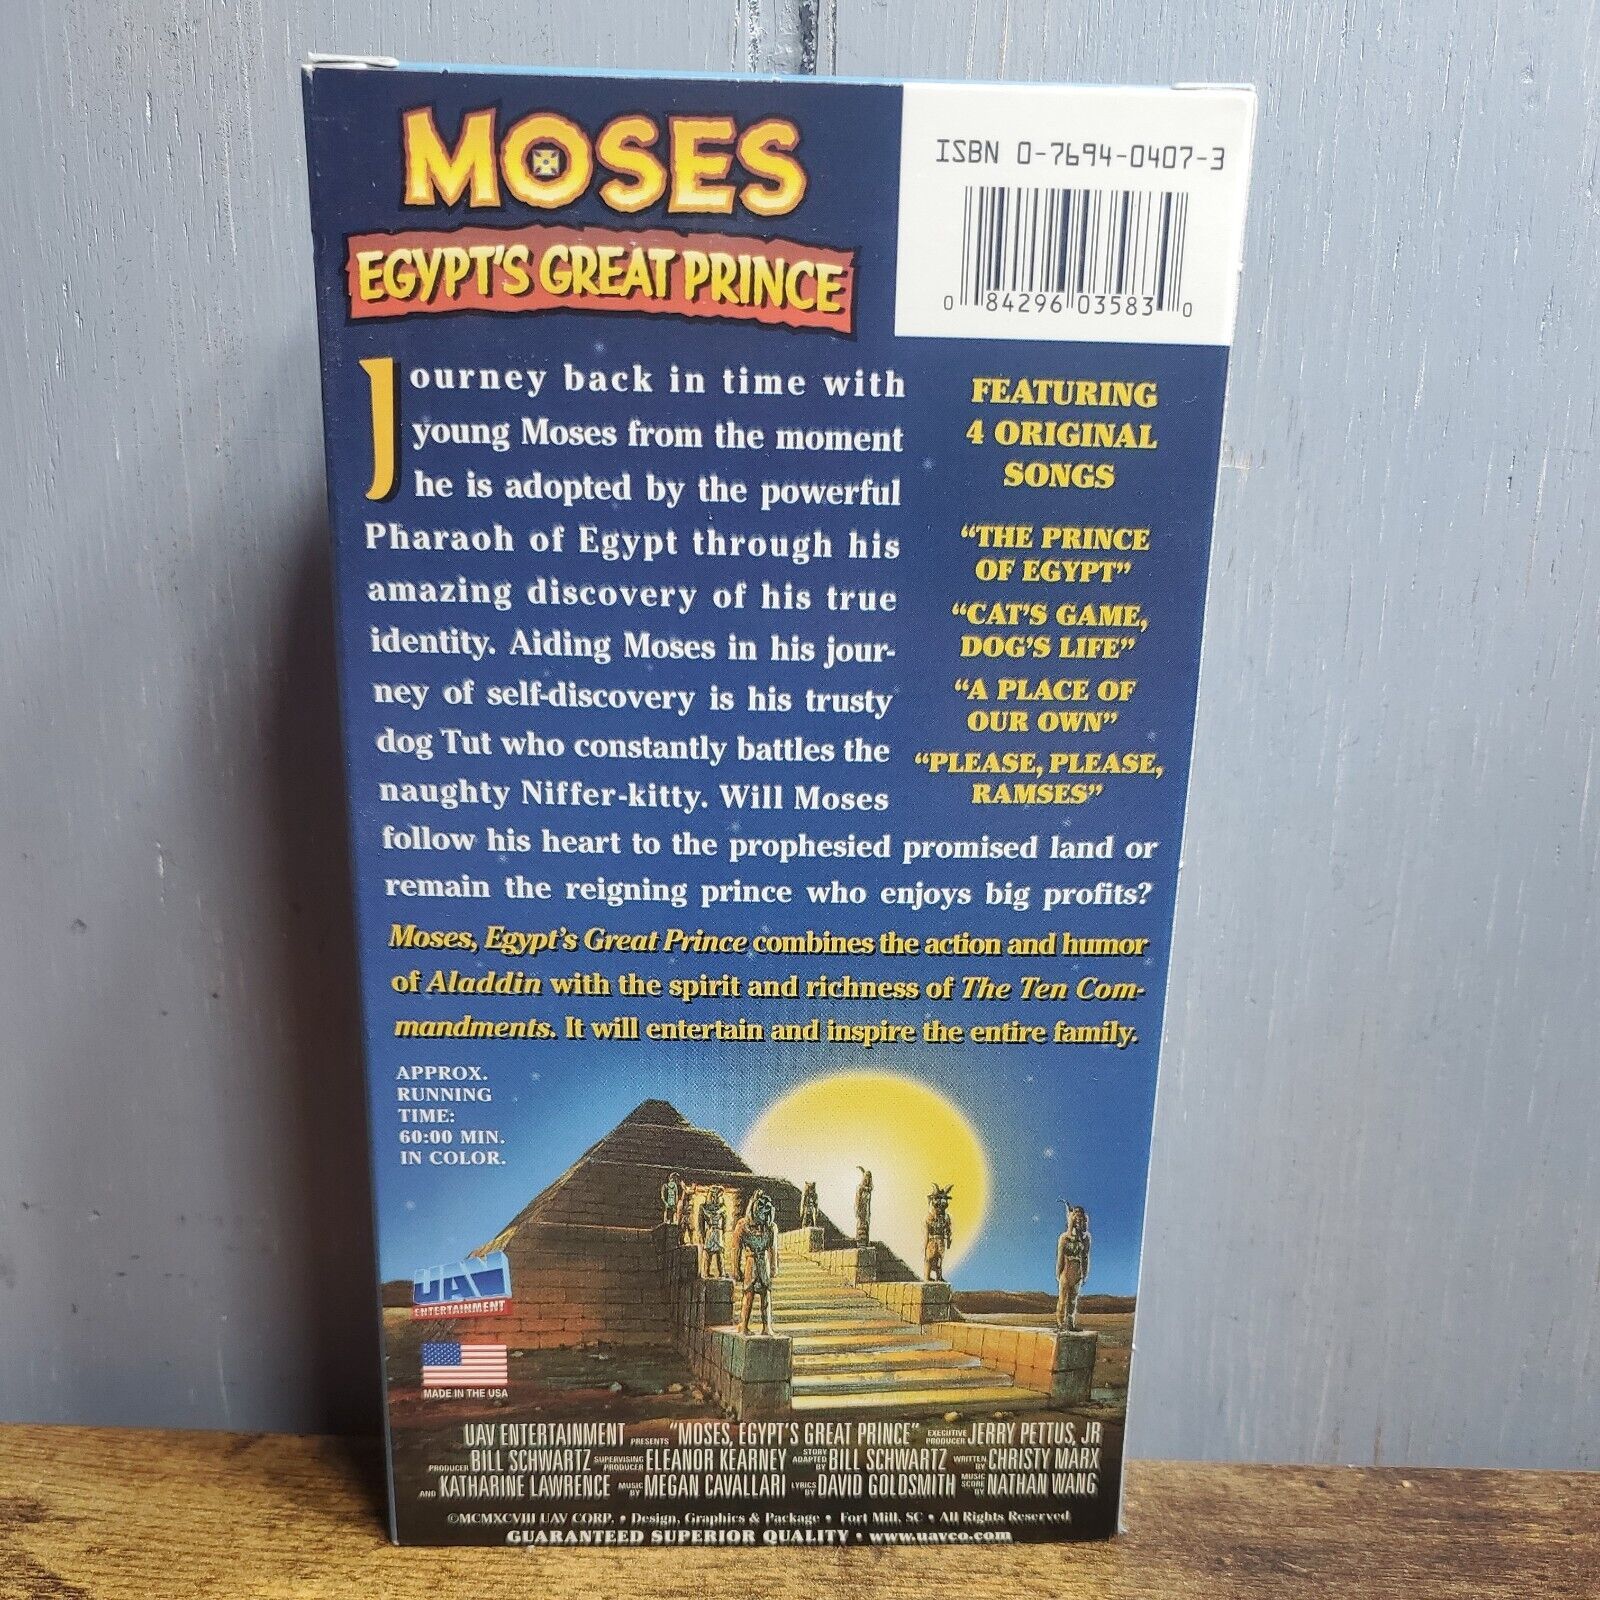 MOSES
EGYPT'S GREAT PRINCE
ISBN 0-7694-0407-3
0 84296 03583 0
Journey back in time with
young Moses from the moment
he is adopted by the powerful
Pharaoh of Egypt through his
amazing discovery of his true
identity. Aiding Moses in his jour-
ney of self-discovery is his trusty
dog Tut who constantly battles the
naughty Niffer-kitty. Will Moses
follow his heart to the prophesied promised land or
remain the reigning prince who enjoys big profits?
FEATURING
4 ORIGINAL
SONGS
“THE PRINCE
OF EGYPT”
“CAT'S GAME,
DOG'S LIFE”
“A PLACE OF
OUR OWN”
“PLEASE, PLEASE,
RAMSES”
Moses, Egypt's Great Prince combines the action and humor
of Aladdin with the spirit and richness of The Ten Com-
mandments. It will entertain and inspire the entire family.
APPROX.
RUNNING
TIME:
60:00 MIN.
IN COLOR.
UAV
ENTERTAINMENT
MADE IN THE USA
UAV ENTERTAINMENT PRESENTS "MOSES, EGYPT'S GREAT PRINCE" EXECUTIVE PRODUCER JERRY PETTUS, JR
PRODUCER BILL SCHWARTZ SUPERVISING PRODUCER ELEANOR KEARNEY STORY ADAPTED BY BILL SCHWARTZ WRITTEN BY CHRISTY MARX
AND KATHARINE LAWRENCE MUSIC BY MEGAN CAVALLARI LYRICS BY DAVID GOLDSMITH MUSIC SCORE BY NATHAN WANG
©MCMXCVIII UAV CORP. • Design, Graphics & Package • Fort Mill, SC • All Rights Reserved
GUARANTEED SUPERIOR QUALITY • www.uavco.com